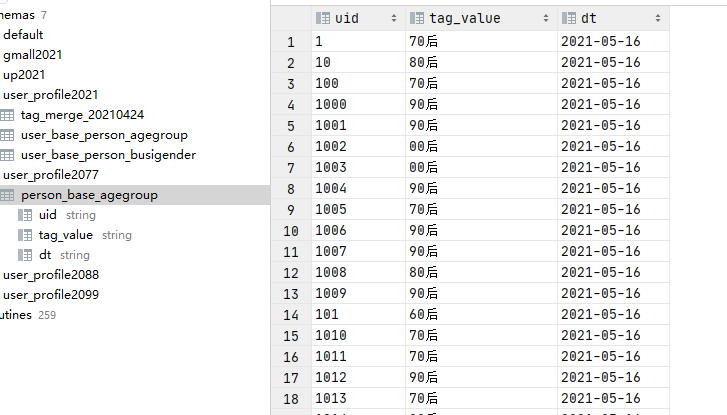 nemas 8
default
gmall2021
up2021
user_profile2021
tag_merge_20210424
user_base_person_agegroup
user_base_person_busigender
user_profile2077
person_base_agegroup
uid string
tag_value string
dt string
user_profile2088
user_profile2099
utines 259
uid tag_value dt
1 1 70后 2021-05-16
2 10 80后 2021-05-16
3 100 70后 2021-05-16
4 1000 90后 2021-05-16
5 1001 90后 2021-05-16
6 1002 00后 2021-05-16
7 1003 00后 2021-05-16
8 1004 90后 2021-05-16
9 1005 70后 2021-05-16
10 1006 90后 2021-05-16
11 1007 90后 2021-05-16
12 1008 80后 2021-05-16
13 1009 90后 2021-05-16
14 101 60后 2021-05-16
15 1010 70后 2021-05-16
16 1011 70后 2021-05-16
17 1012 90后 2021-05-16
18 1013 70后 2021-05-16